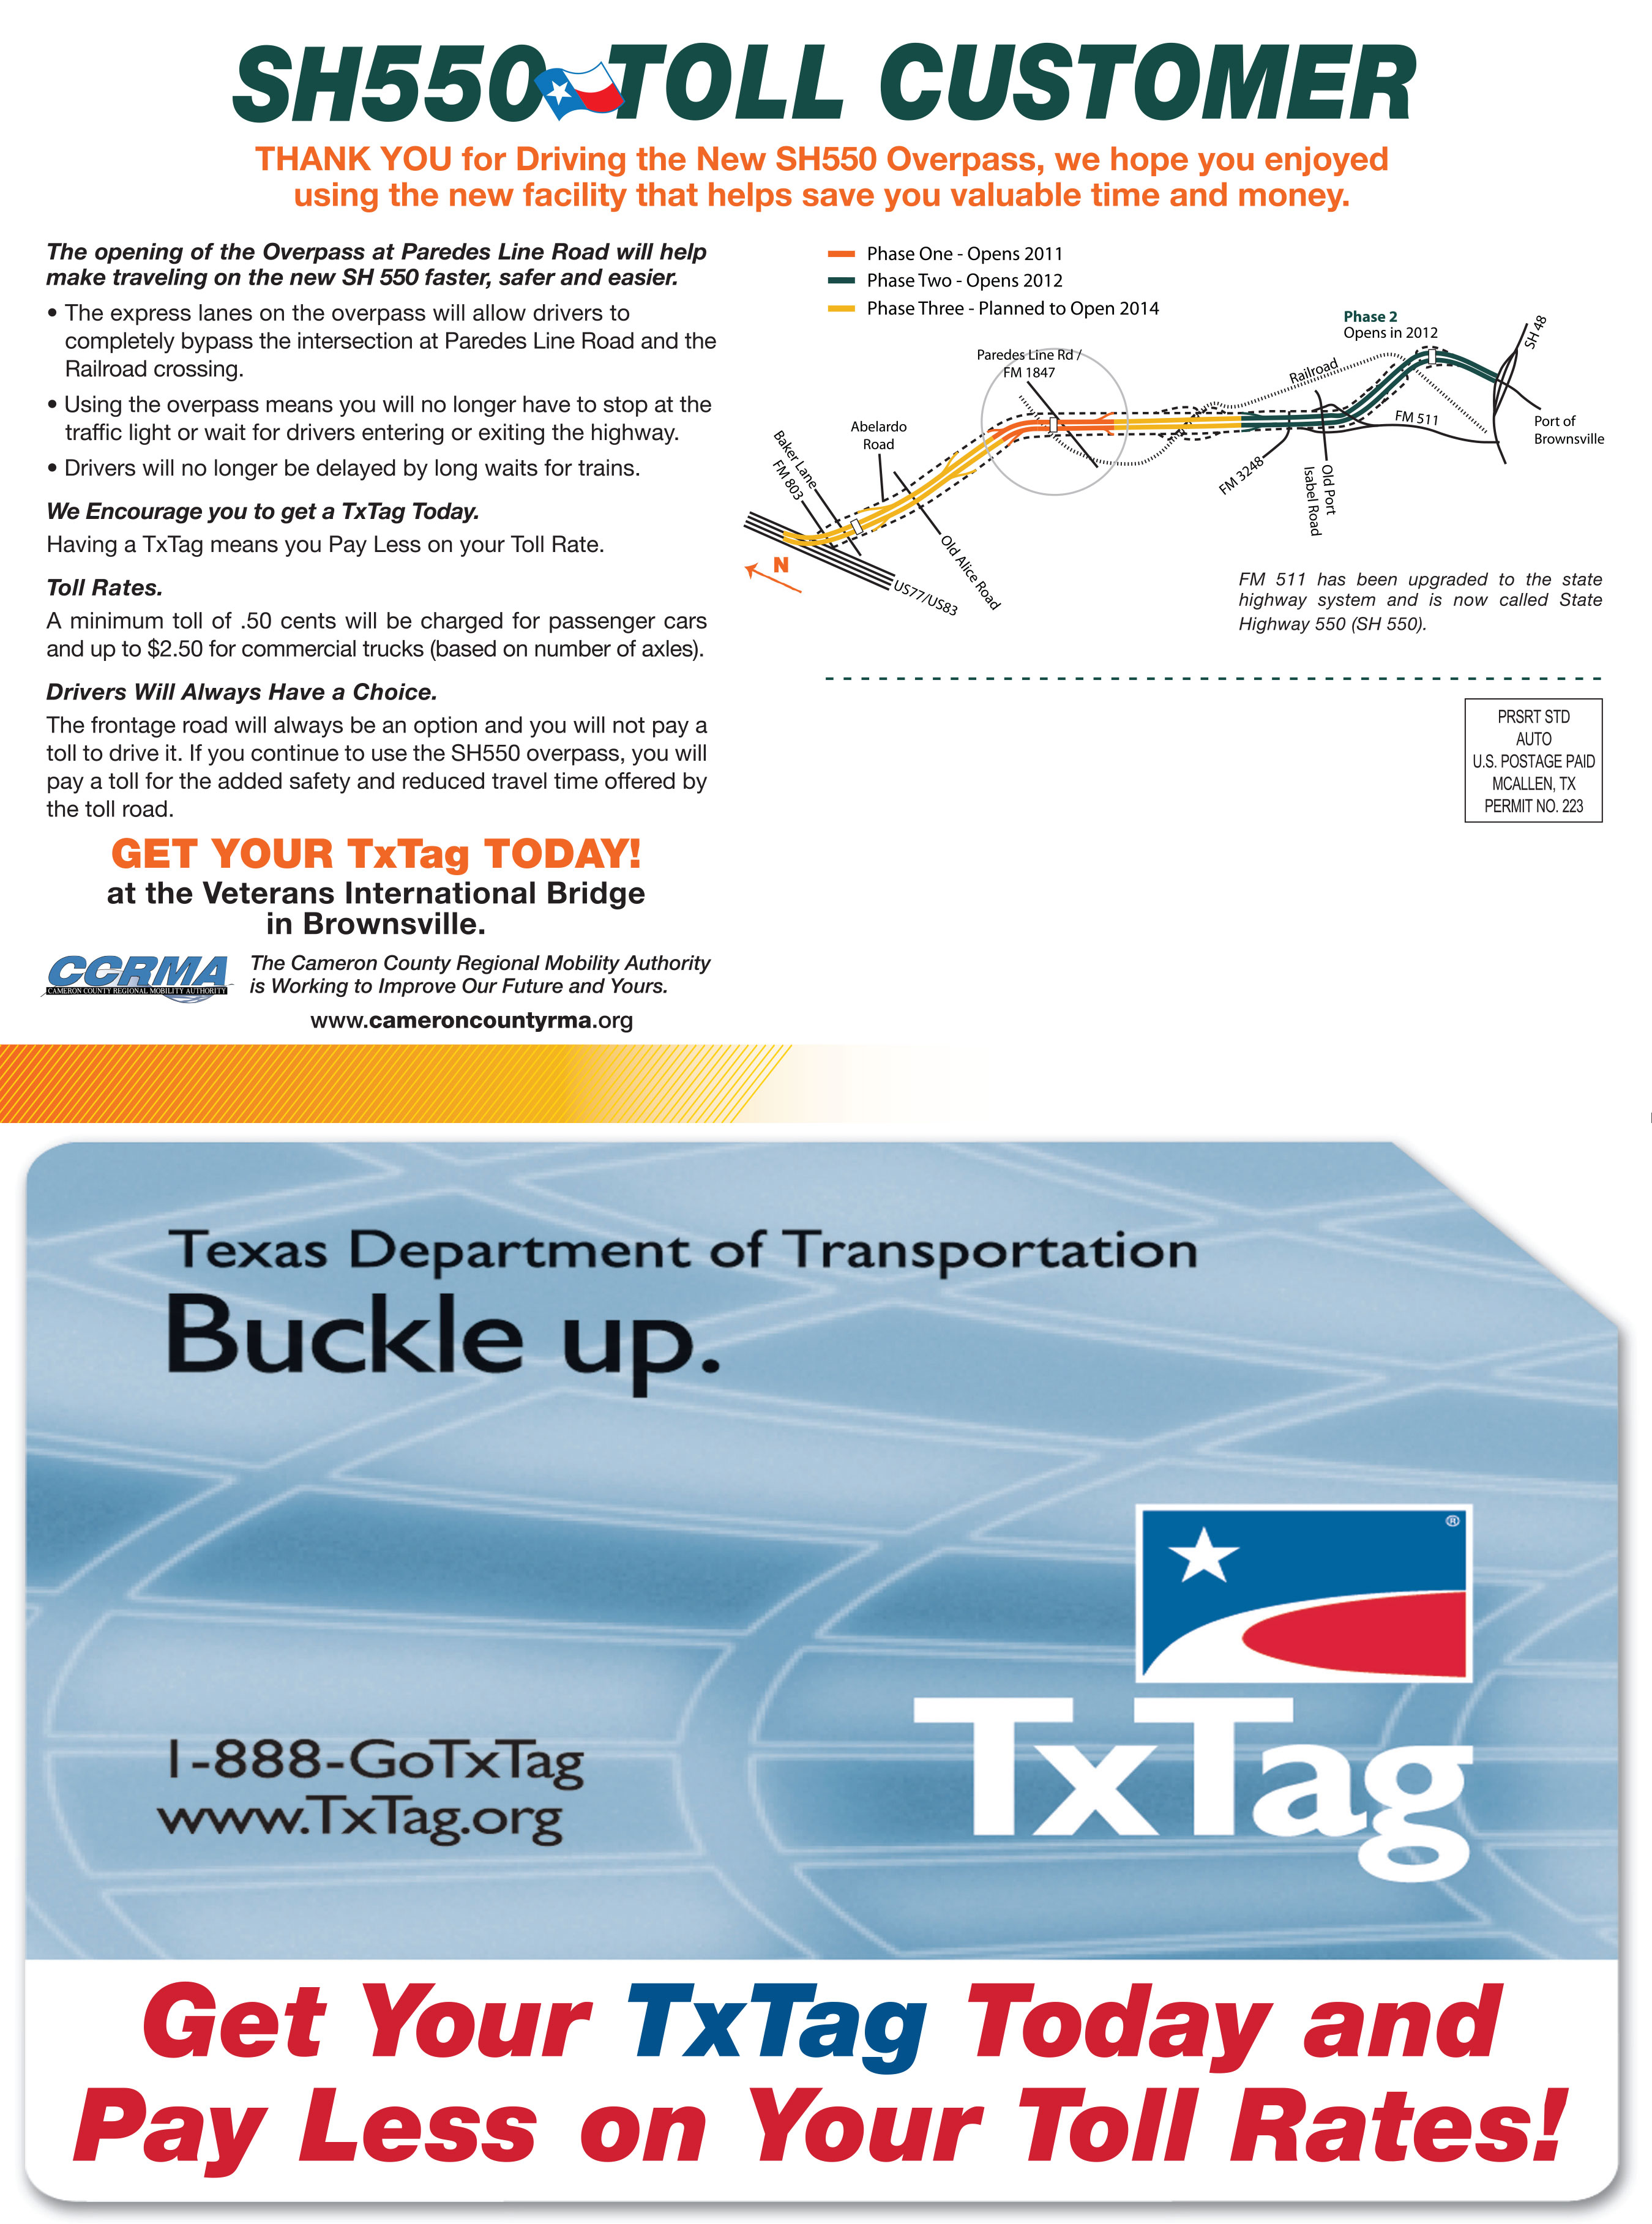 SH550 TOLL CUSTOMER
THANK YOU for Driving the New SH550 Overpass, we hope you enjoyed
using the new facility that helps save you valuable time and money.
The opening of the Overpass at Paredes Line Road will help
make traveling on the new SH 550 faster, safer and easier.
• The express lanes on the overpass will allow drivers to
completely bypass the intersection at Paredes Line Road and the
Railroad crossing.
• Using the overpass means you will no longer have to stop at the
traffic light or wait for drivers entering or exiting the highway.
• Drivers will no longer be delayed by long waits for trains.
We Encourage you to get a TxTag Today.
Having a TxTag means you Pay Less on your Toll Rate.
Toll Rates.
A minimum toll of .50 cents will be charged for passenger cars
and up to $2.50 for commercial trucks (based on number of axles).
Drivers Will Always Have a Choice.
The frontage road will always be an option and you will not pay a
toll to drive it. If you continue to use the SH550 overpass, you will
pay a toll for the added safety and reduced travel time offered by
the toll road.
GET YOUR TxTag TODAY!
at the Veterans International Bridge
in Brownsville.
CCRMA
CAMERON COUNTY REGIONAL MOBILITY AUTHORITY
The Cameron County Regional Mobility Authority
is Working to Improve Our Future and Yours.
www.cameroncountyrma.org
Phase One - Opens 2011
Phase Two - Opens 2012
Phase Three - Planned to Open 2014
Phase 2
Opens in 2012
SH 48
Paredes Line Rd /
FM 1847
Railroad
FM 511
Port of
Brownsville
Abelardo
Road
Baker Lane
FM 803
FM 3248
Old Port
Isabel Road
Old Alice Road
N
US77/US83
FM 511 has been upgraded to the state
highway system and is now called State
Highway 550 (SH 550).
PRSRT STD
AUTO
U.S. POSTAGE PAID
MCALLEN, TX
PERMIT NO. 223
Texas Department of Transportation
Buckle up.
®
TxTag
1-888-GoTxTag
www.TxTag.org
Get Your TxTag Today and
Pay Less on Your Toll Rates!